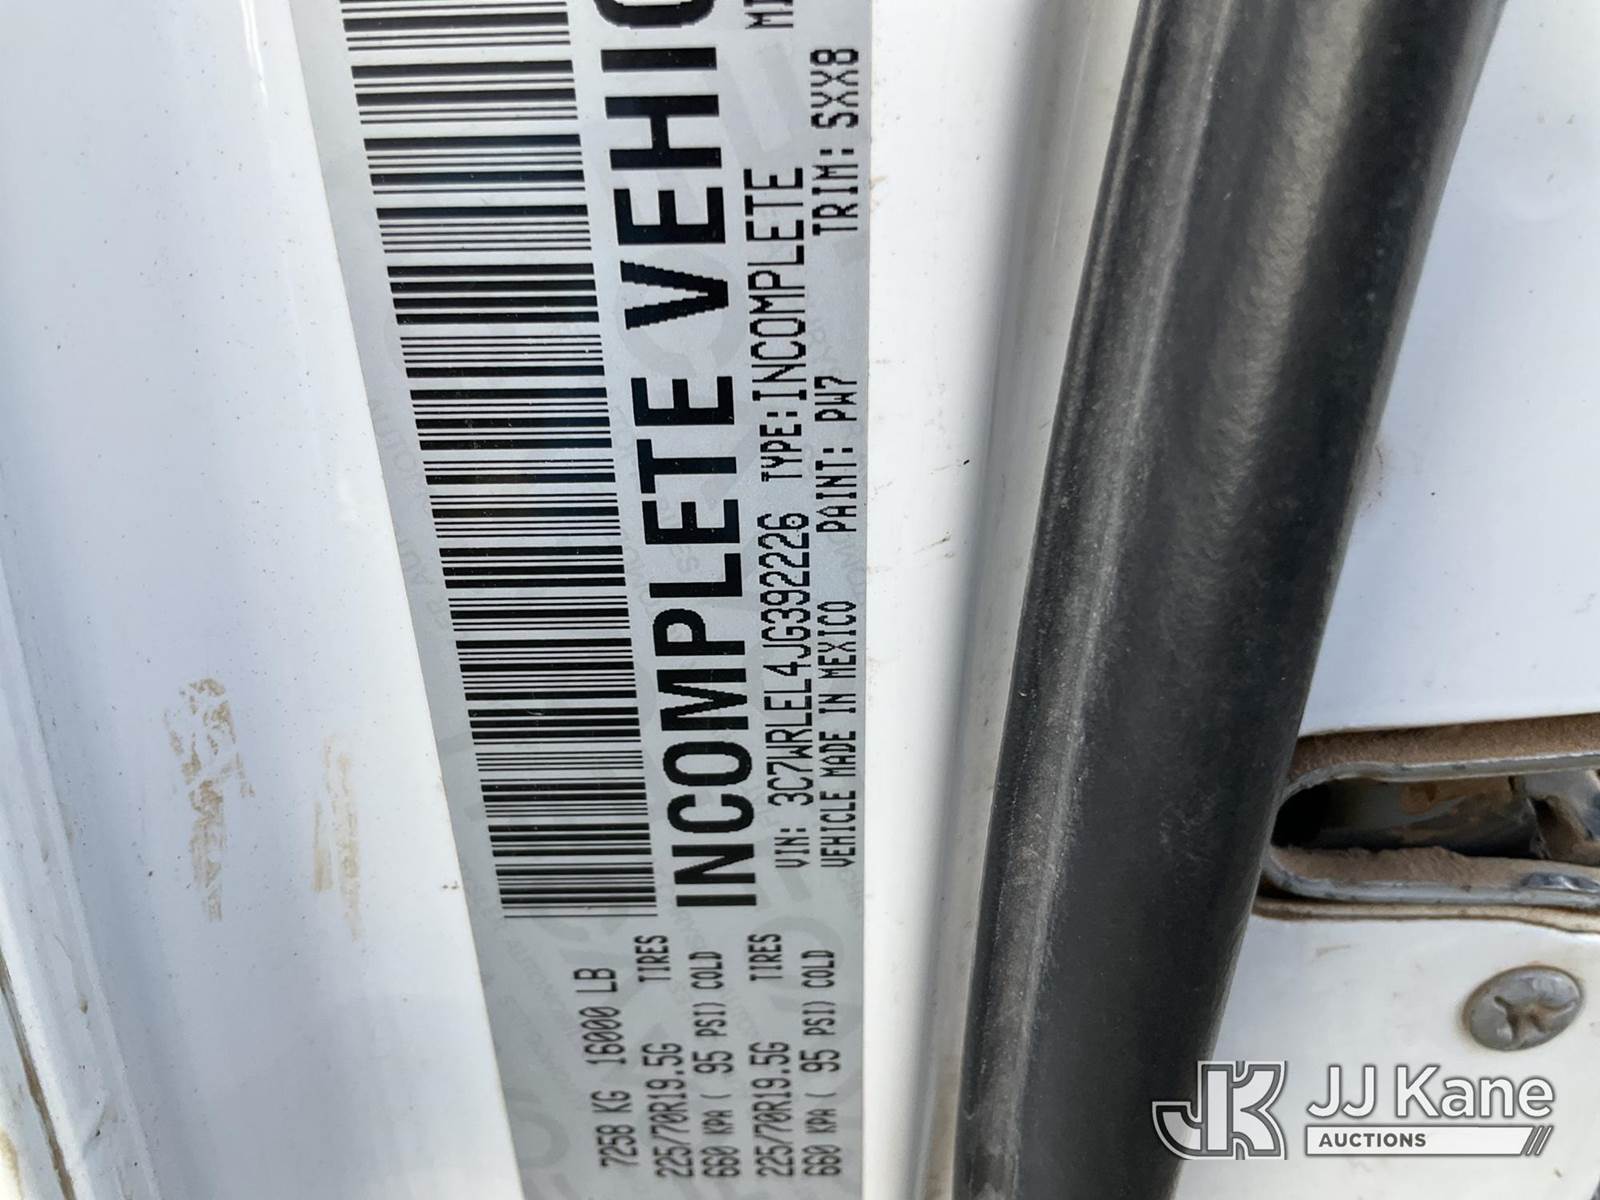 7258 KG 16000 LB
225/70R19.5G TIRES
660 KPA ( 95 PSI) COLD
225/70R19.5G TIRES
660 KPA ( 95 PSI) COLD
INCOMPLETE VEHIC
VIN: 3C7WRLEL4JG392226 TYPE:INCOMPLETE
VEHICLE MADE IN MEXICO PAINT: PW7 TRIM: SXX8
JK JJ Kane
AUCTIONS